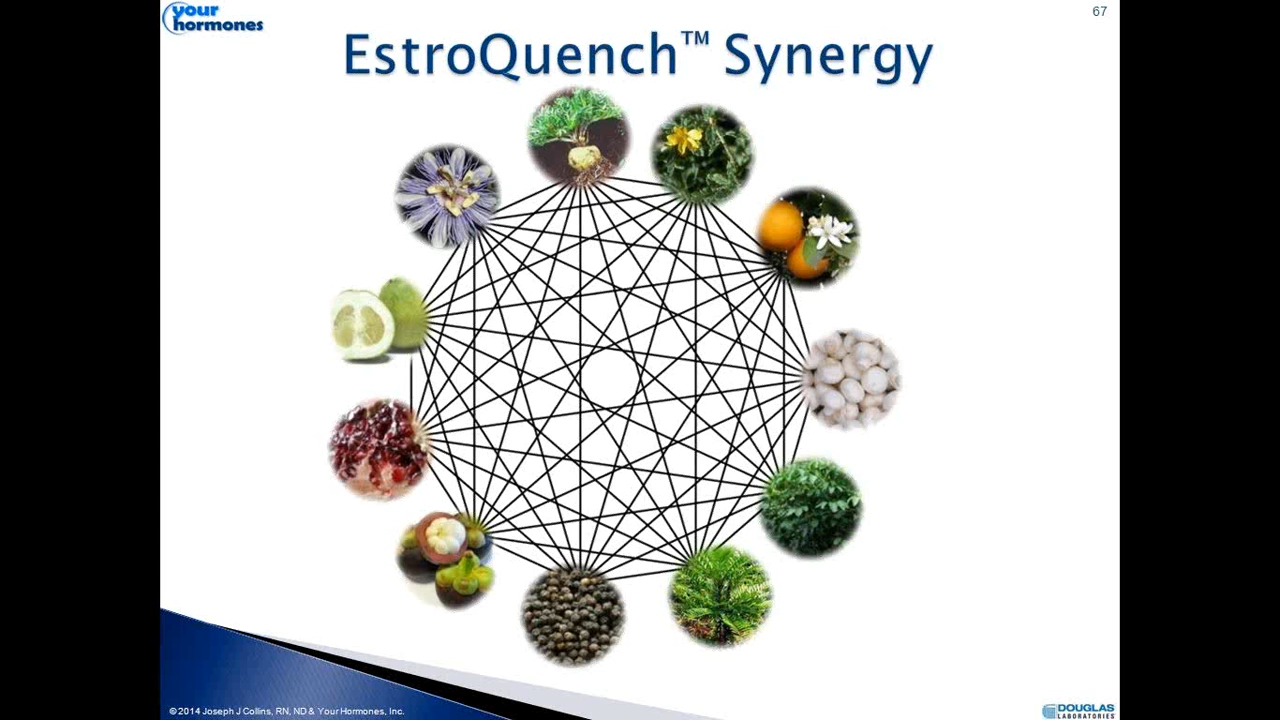 your
hormones
67
EstroQuench™ Synergy
© 2014 Joseph J Collins, RN, ND & Your Hormones, Inc.
DOUGLAS
LABORATORIES